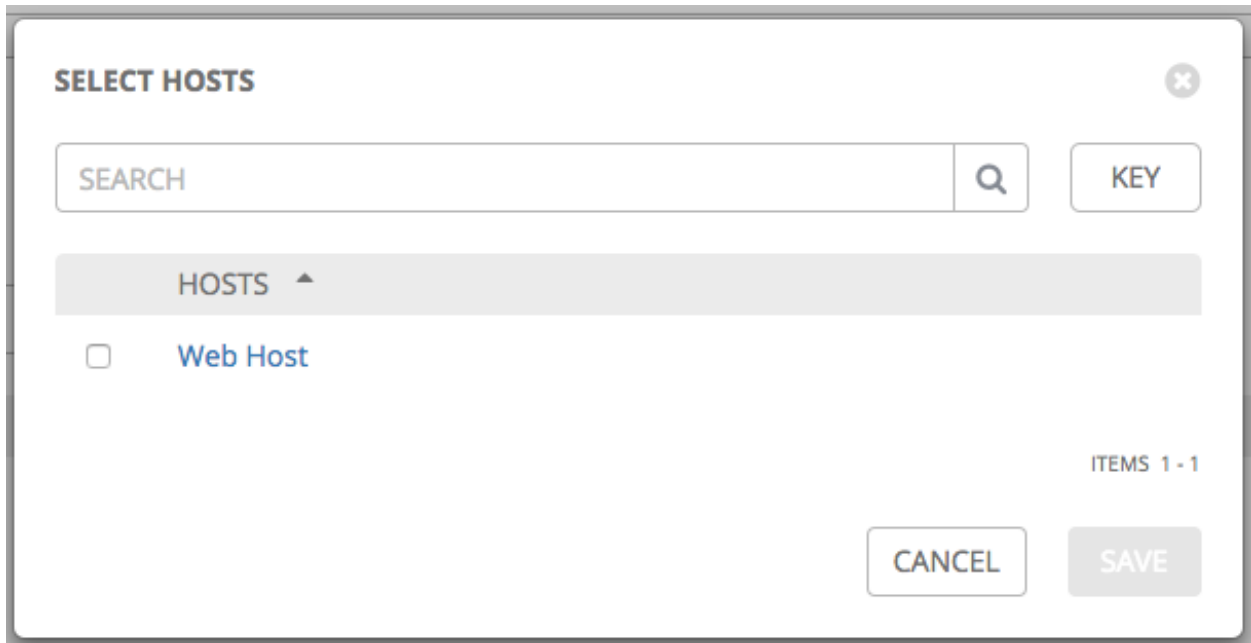 SELECT HOSTS
SEARCH
KEY
HOSTS
Web Host
ITEMS 1 - 1
CANCEL
SAVE